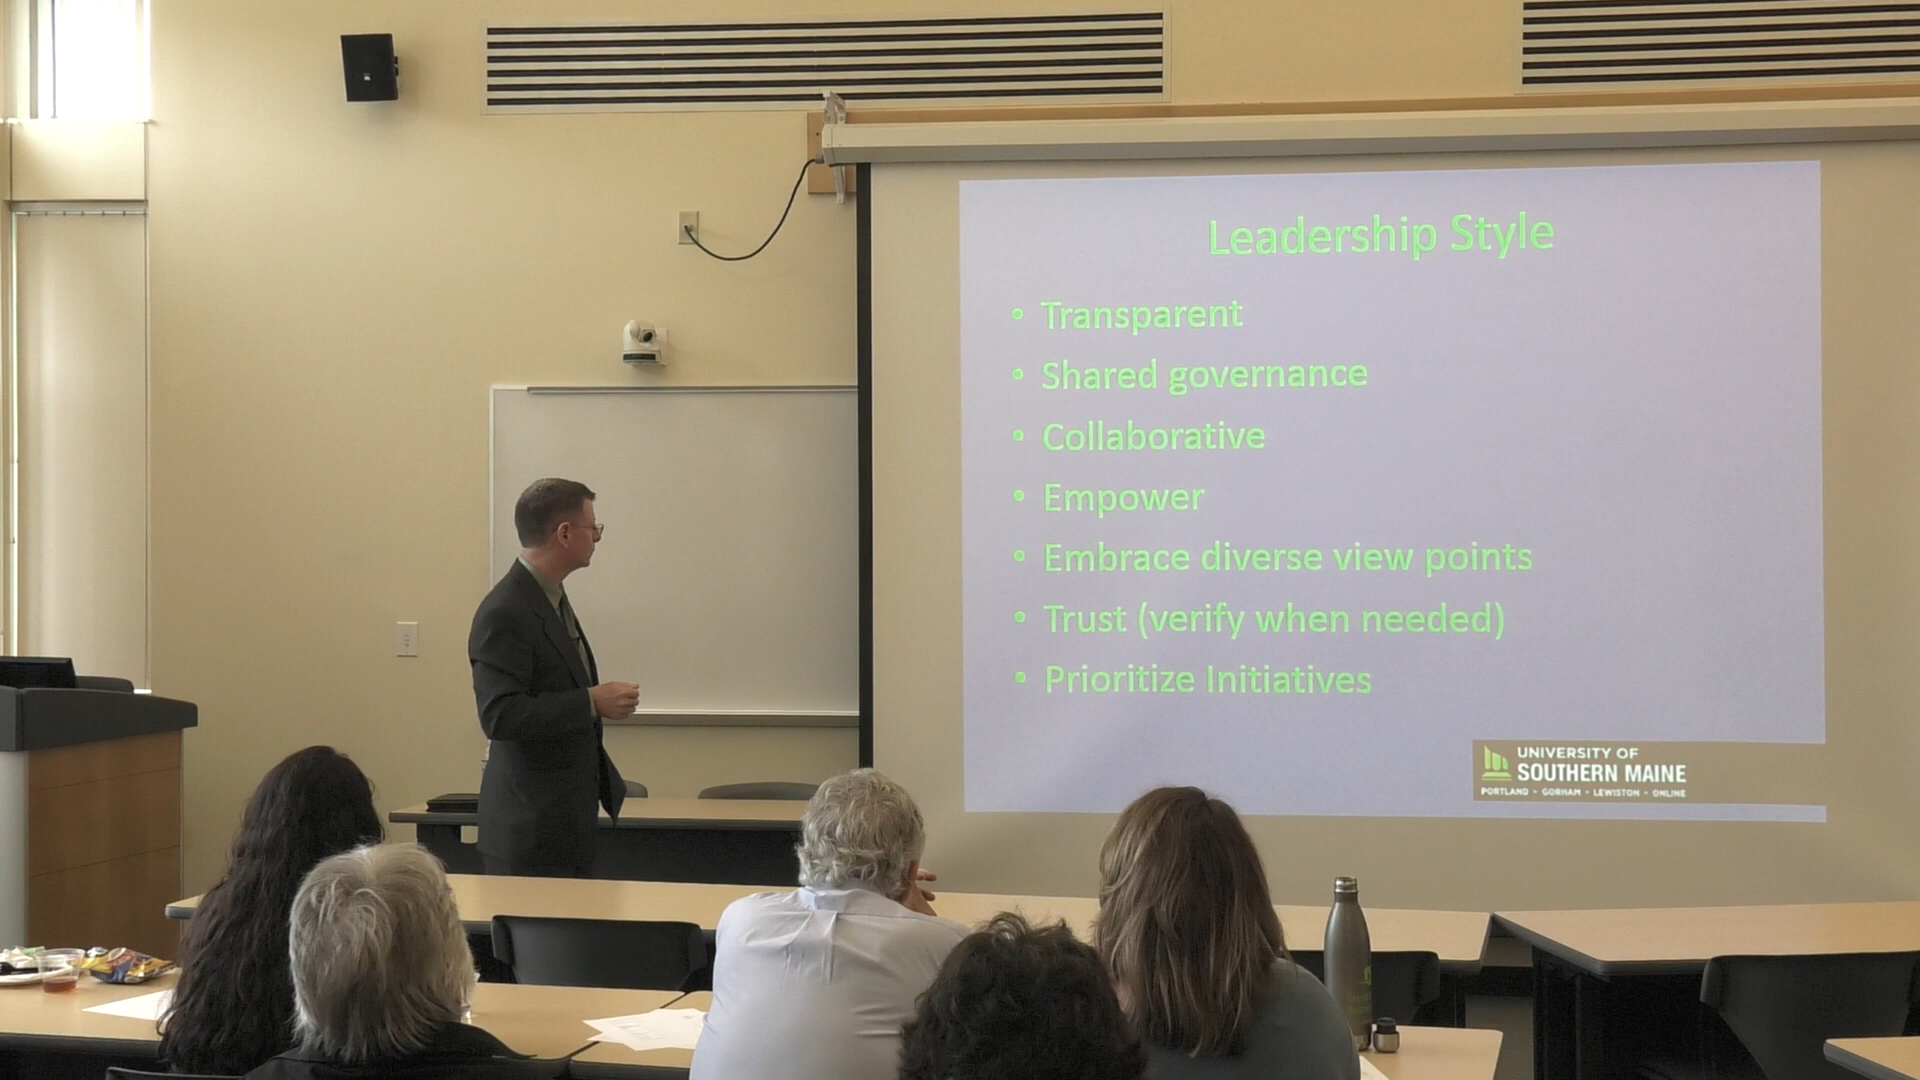 Leadership Style
• Transparent
• Shared governance
• Collaborative
• Empower
• Embrace diverse view points
• Trust (verify when needed)
• Prioritize Initiatives
UNIVERSITY OF
SOUTHERN MAINE
PORTLAND • GORHAM • LEWISTON • ONLINE